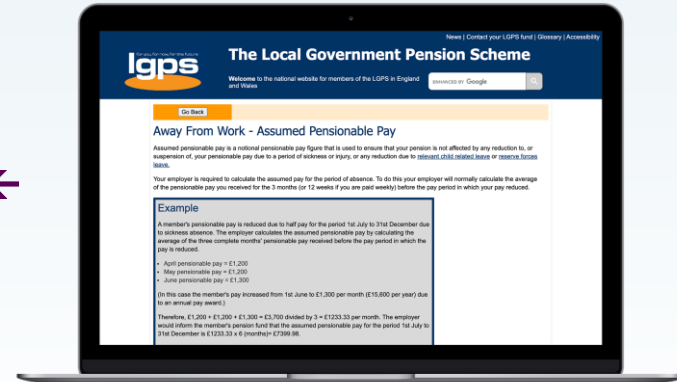 News | Contact your LGPS fund | Glossary | Accessibility
for you, for now, for the future
lgps
The Local Government Pension Scheme
Welcome to the national website for members of the LGPS in England
and Wales
ENHANCED BY Google
Go Back
Away From Work - Assumed Pensionable Pay
Assumed pensionable pay is a notional pensionable pay figure that is used to ensure that your pension is not affected by any reduction to, or
suspension of, your pensionable pay due to a period of sickness or injury, or any reduction due to relevant child related leave or reserve forces
leave.
Your employer is required to calculate the assumed pay for the period of absence. To do this your employer will normally calculate the average
of the pensionable pay you received for the 3 months (or 12 weeks if you are paid weekly) before the pay period in which your pay reduced.
Example
A member's pensionable pay is reduced due to half pay for the period 1st July to 31st December due
to sickness absence. The employer calculates the assumed pensionable pay by calculating the
average of the three complete months' pensionable pay received before the pay period in which the
pay is reduced.
• April pensionable pay = £1,200
• May pensionable pay = £1,200
• June pensionable pay = £1,300
(In this case the member's pay increased from 1st June to £1,300 per month (£15,600 per year) due
to an annual pay award.)
Therefore, £1,200 + £1,200 + £1,300 = £3,700 divided by 3 = £1233.33 per month. The employer
would inform the member's pension fund that the assumed pensionable pay for the period 1st July to
31st December is £1233.33 x 6 (months)= £7399.98.